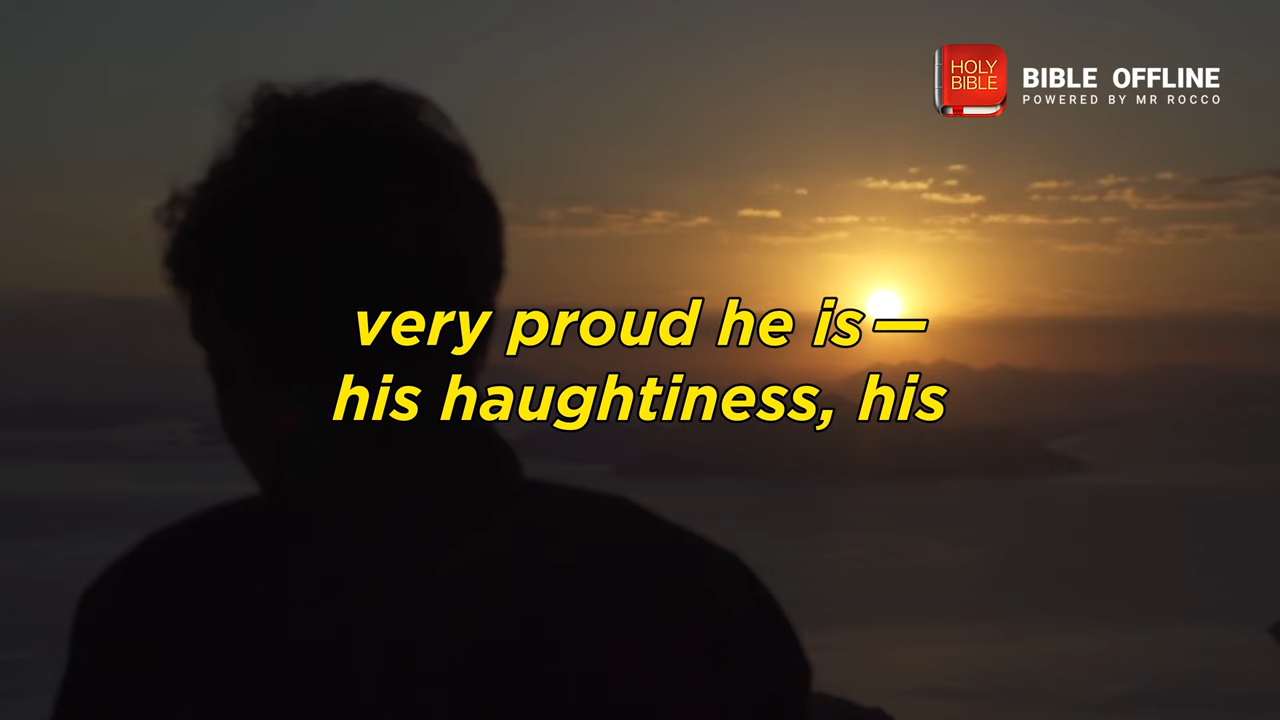 HOLY
BIBLE
BIBLE OFFLINE
POWERED BY MR ROCCO
very proud he is—
his haughtiness, his